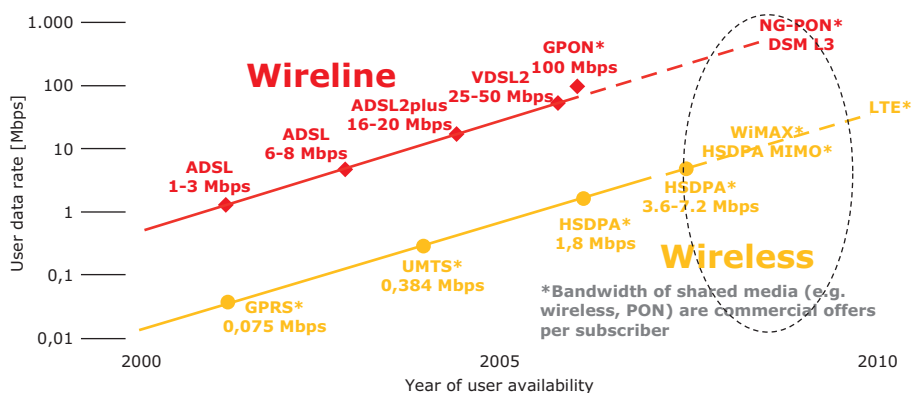 1.000
100
10
1
0,1
0,01
User data rate [Mbps]
Wireline
ADSL
1-3 Mbps
ADSL
6-8 Mbps
ADSL2plus
16-20 Mbps
VDSL2
25-50 Mbps
GPON*
100 Mbps
NG-PON*
DSM L3
LTE*
WiMAX*
HSDPA MIMO*
HSDPA*
3.6-7.2 Mbps
HSDPA*
1,8 Mbps
UMTS*
0,384 Mbps
GPRS*
0,075 Mbps
Wireless
*Bandwidth of shared media (e.g.
wireless, PON) are commercial offers
per subscriber
2000
2005
2010
Year of user availability